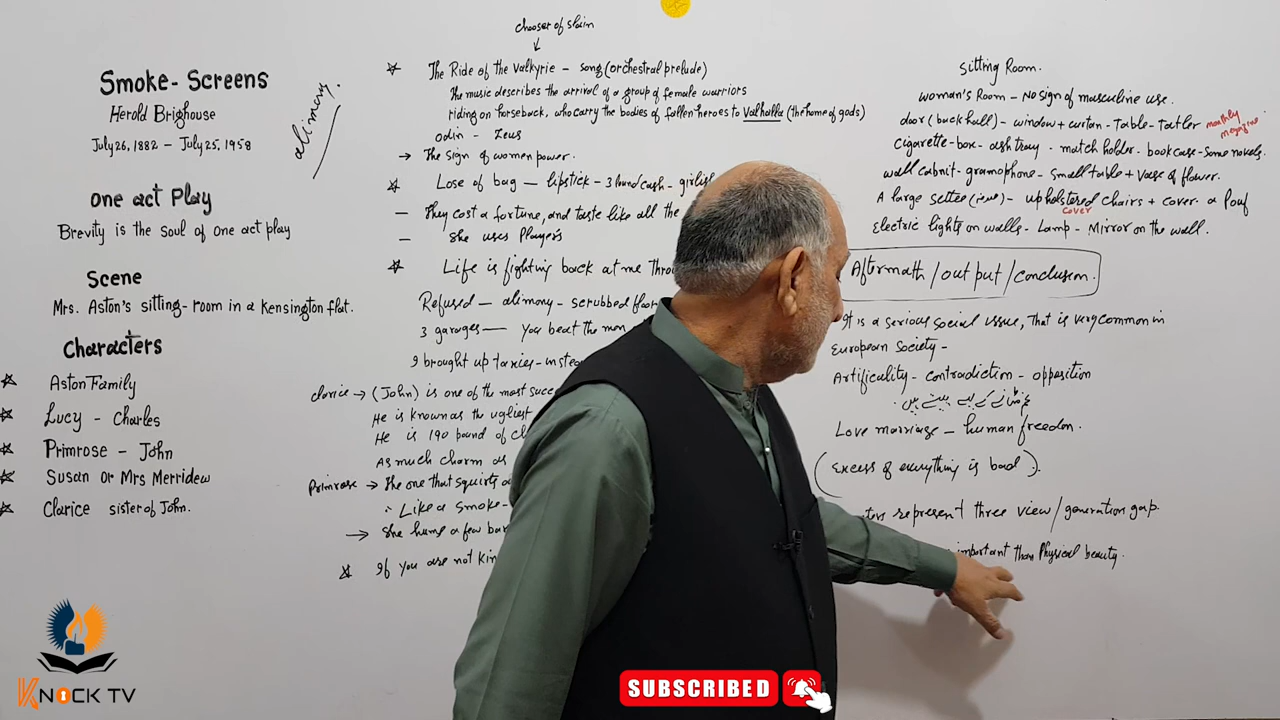 Smoke-Screens
Herold Brighouse
July 26, 1882 – July 25, 1958
alimony.
one act Play
Brevity is the soul of one act play
Scene
Mrs. Aston's sitting-room in a Kensington flat.
Characters
Aston Family
Lucy – Charles
Primrose – John
Susan or Mrs Merridew
Clarice sister of John.
chooser of slain
The Ride of the Valkyrie – song (orchestral prelude)
The music describes the arrival of a group of female warriors
riding on horseback, who carry the bodies of fallen heroes to Valhalla (the home of gods)
odin – Zeus
→ The Sign of women power.
Lose of bag – lipstick – 3 hund cash – girlish
– They cost a fortune, and taste like all the
– She uses Players
Life is fighting back at me Thro
Refused – alimony – scrubbed floor
3 garages – You beat the man
I brought up taxies – inste
Clarice → (John) is one of the most succe
He is known as the ugliest
He is 190 pound of cl
As much charm as
Primrose → The one that squirts
Like a smoke-
→ She hums a few bar
If you are not kin
Sitting Room.
woman's Room – No sign of masculine use.
door (back hall) – window + curtan – Table – Tatler monthly megazine
Cigarette-box – ash tray – match holder – book case – some novels.
wall cabnit – gramophone – small table + Vase of flower.
A large settee – upholstered chairs + cover – a Pouf
cover
Electric lights on walls – Lamp – Mirror on the wall.
Aftermath / out put / conclusion.
It is a serious social issue, That is very common in
European Society –
Artificality – contradiction – opposition
Love marriase – human freedom.
(Excess of everything is bad).
represent three view / generation gap.
important than Physical beauty.
KNOCK TV
SUBSCRIBED